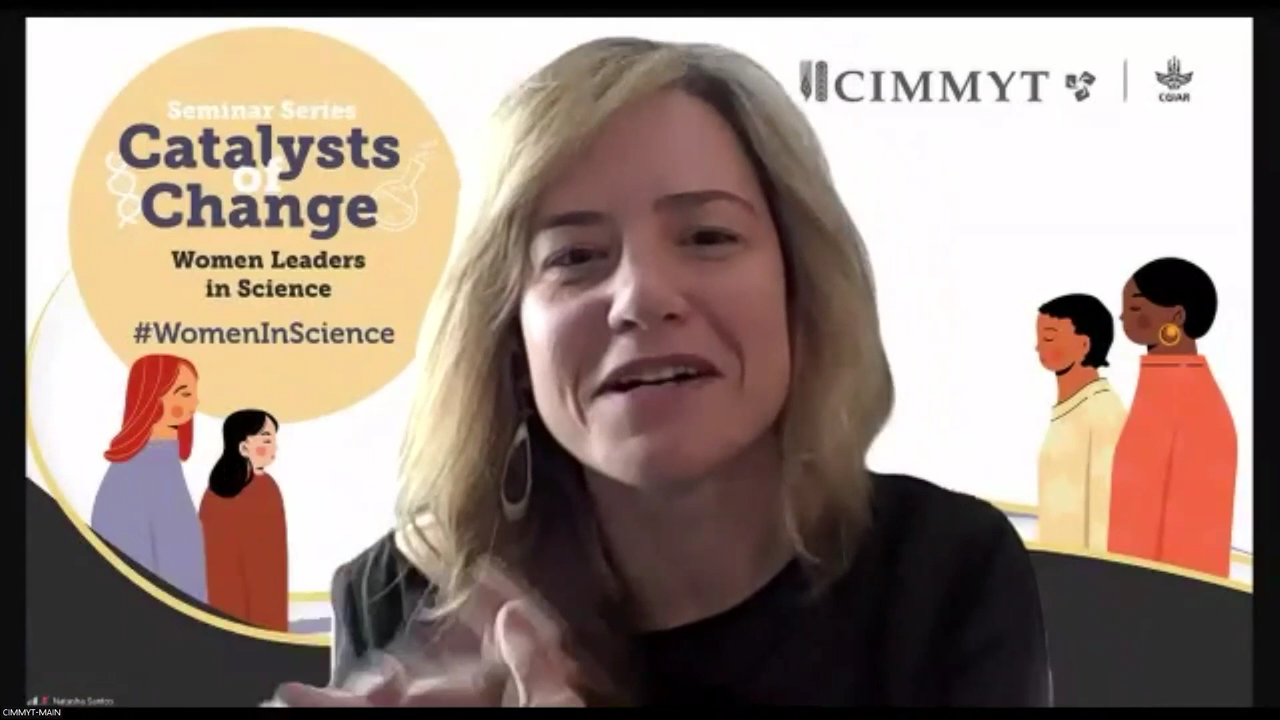 Seminar Series
Catalysts
of
Change
Women Leaders
in Science
#WomenInScience
CIMMYT
CGIAR
Natasha Santos
CIMMYT-MAIN